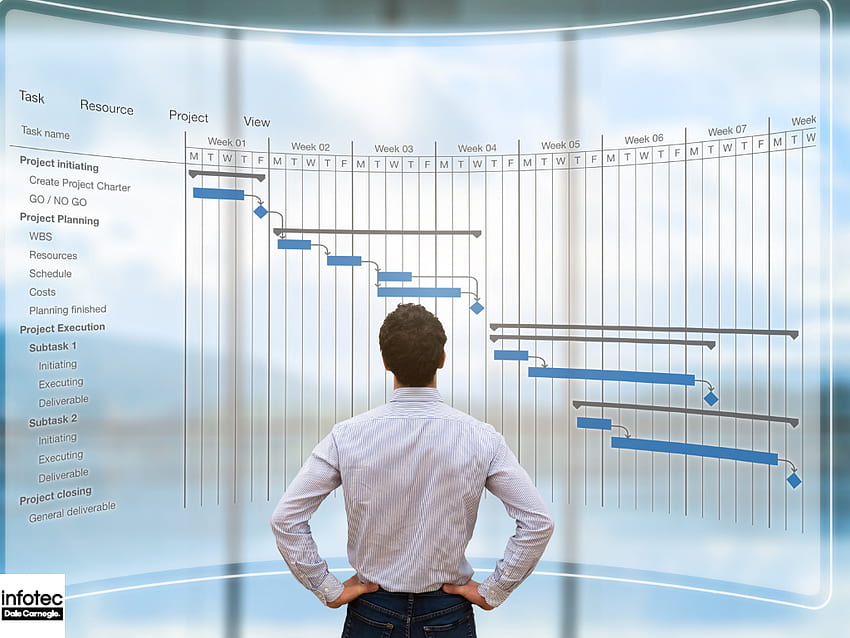 Task Resource Project View
Task name
Week 01 Week 02 Week 03 Week 04 Week 05 Week 06 Week 07 Week
M T W T F M T W T F M T W T F M T W T F M T W T F M T W T F M T W T F M T W
Project initiating
Create Project Charter
GO / NO GO
Project Planning
WBS
Resources
Schedule
Costs
Planning finished
Project Execution
Subtask 1
Initiating
Executing
Deliverable
Subtask 2
Initiating
Executing
Deliverable
Project closing
General deliverable
infotec
Dale Carnegie.